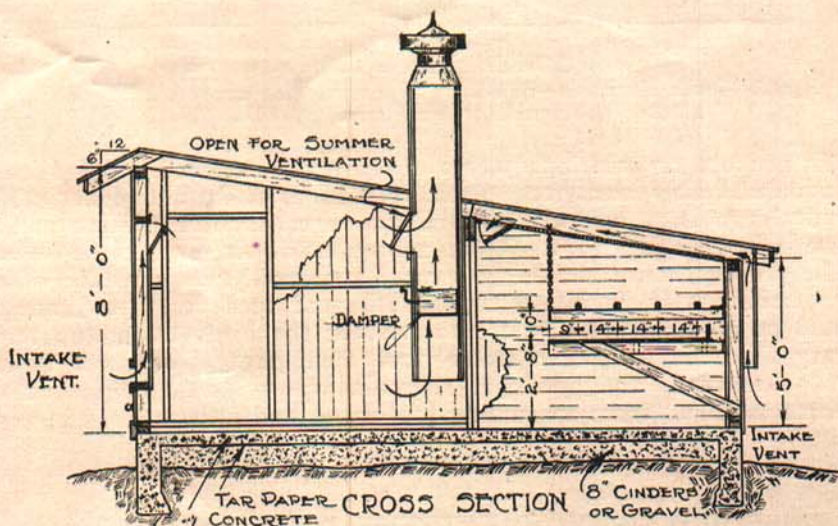 6" 12
OPEN FOR SUMMER
VENTILATION
8'-0"
INTAKE
VENT.
DAMPER
9" 14" 14" 14"
10"
2'-8"
5'-0"
INTAKE
VENT
TAR PAPER
CONCRETE
CROSS SECTION
8" CINDERS
OR GRAVEL